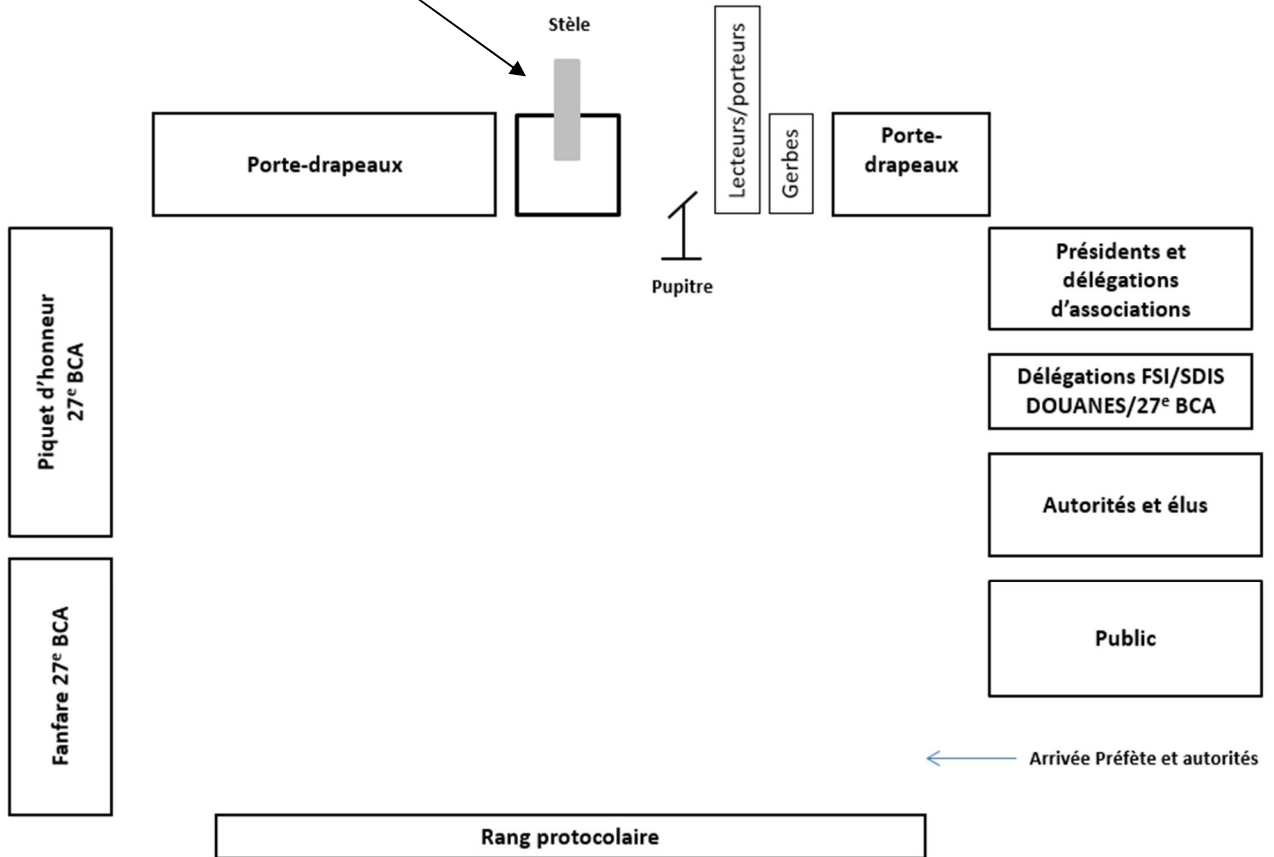 Stèle
Lecteurs/porteurs
Gerbes
Porte-drapeaux
Porte-
drapeaux
Pupitre
Piquet d’honneur
27e BCA
Présidents et
délégations
d’associations
Délégations FSI/SDIS
DOUANES/27e BCA
Autorités et élus
Fanfare 27e BCA
Public
Arrivée Préfète et autorités
Rang protocolaire